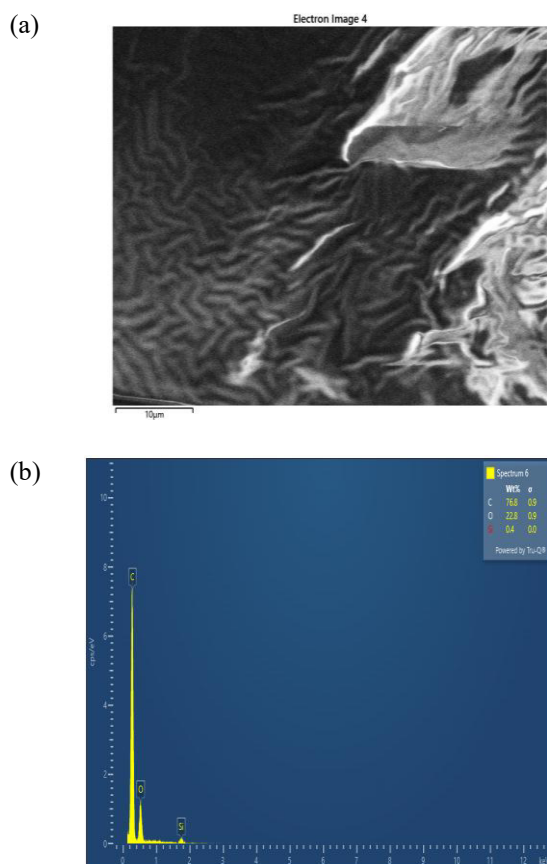 (a)
Electron Image 4
10µm
(b)
Spectrum 6
Wt% σ
C 76.8 0.9
O 22.8 0.9
Si 0.4 0.0
Powered by Tru-Q®
10
8
C
6
cps/eV
4
2
O
Si
0
0 1 2 3 4 5 6 7 8 9 10 11 12